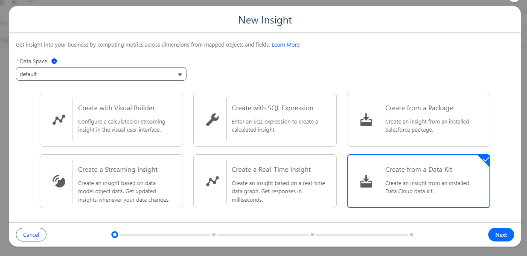 New Insight
Get insight into your business by computing metrics across dimensions from mapped objects and fields. Learn More
* Data Space
default
Create with Visual Builder
Configure a calculated or streaming
insight in the visual user interface.
Create with SQL Expression
Enter an SQL expression to create a
calculated insight.
Create from a Package
Create an insight from an installed
Salesforce package.
Create a Streaming Insight
Create an insight based on data
model object data. Get updated
insights whenever your data changes.
Create a Real-Time Insight
Create an insight based on a real time
data graph. Get responses in
milliseconds.
Create from a Data Kit
Create an insight from an installed
Data Cloud data kit.
Cancel
Next